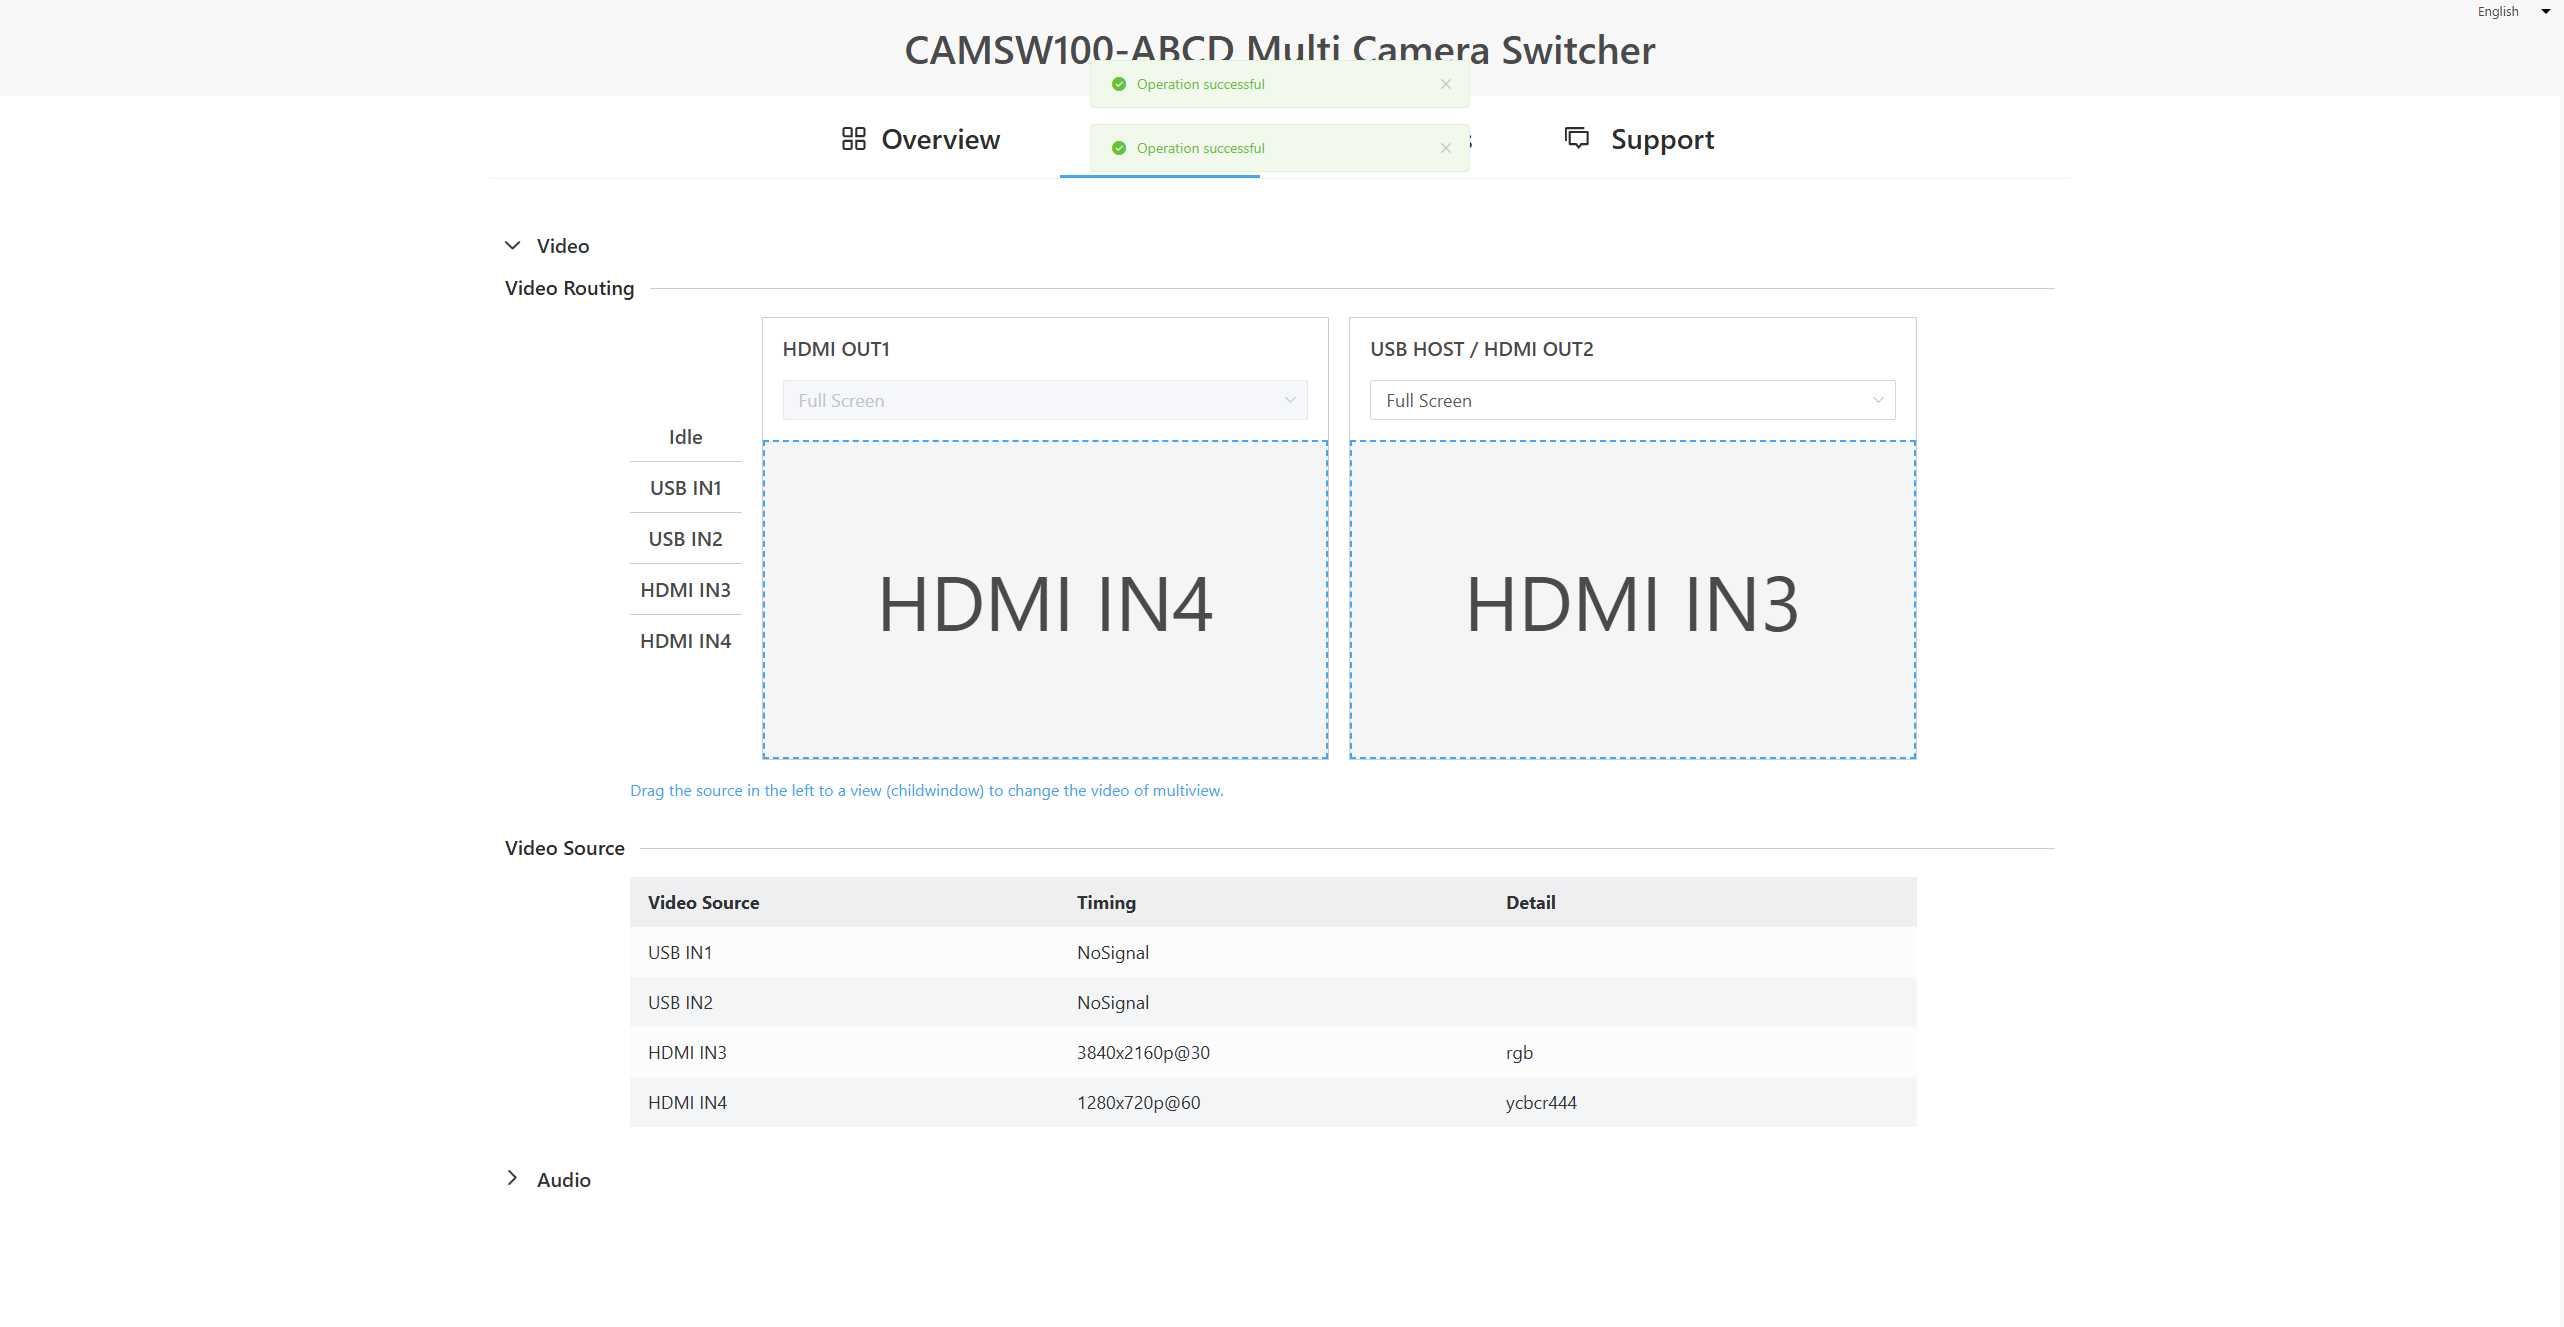 English
CAMSW100-ABCD Multi Camera Switcher
Operation successful
Operation successful
Overview
Support
Video
Video Routing
HDMI OUT1
USB HOST / HDMI OUT2
Full Screen
Full Screen
Idle
USB IN1
USB IN2
HDMI IN3
HDMI IN4
HDMI IN4
HDMI IN3
Drag the source in the left to a view (childwindow) to change the video of multiview.
Video Source
Video Source Timing Detail
USB IN1 NoSignal
USB IN2 NoSignal
HDMI IN3 3840x2160p@30 rgb
HDMI IN4 1280x720p@60 ycbcr444
Audio